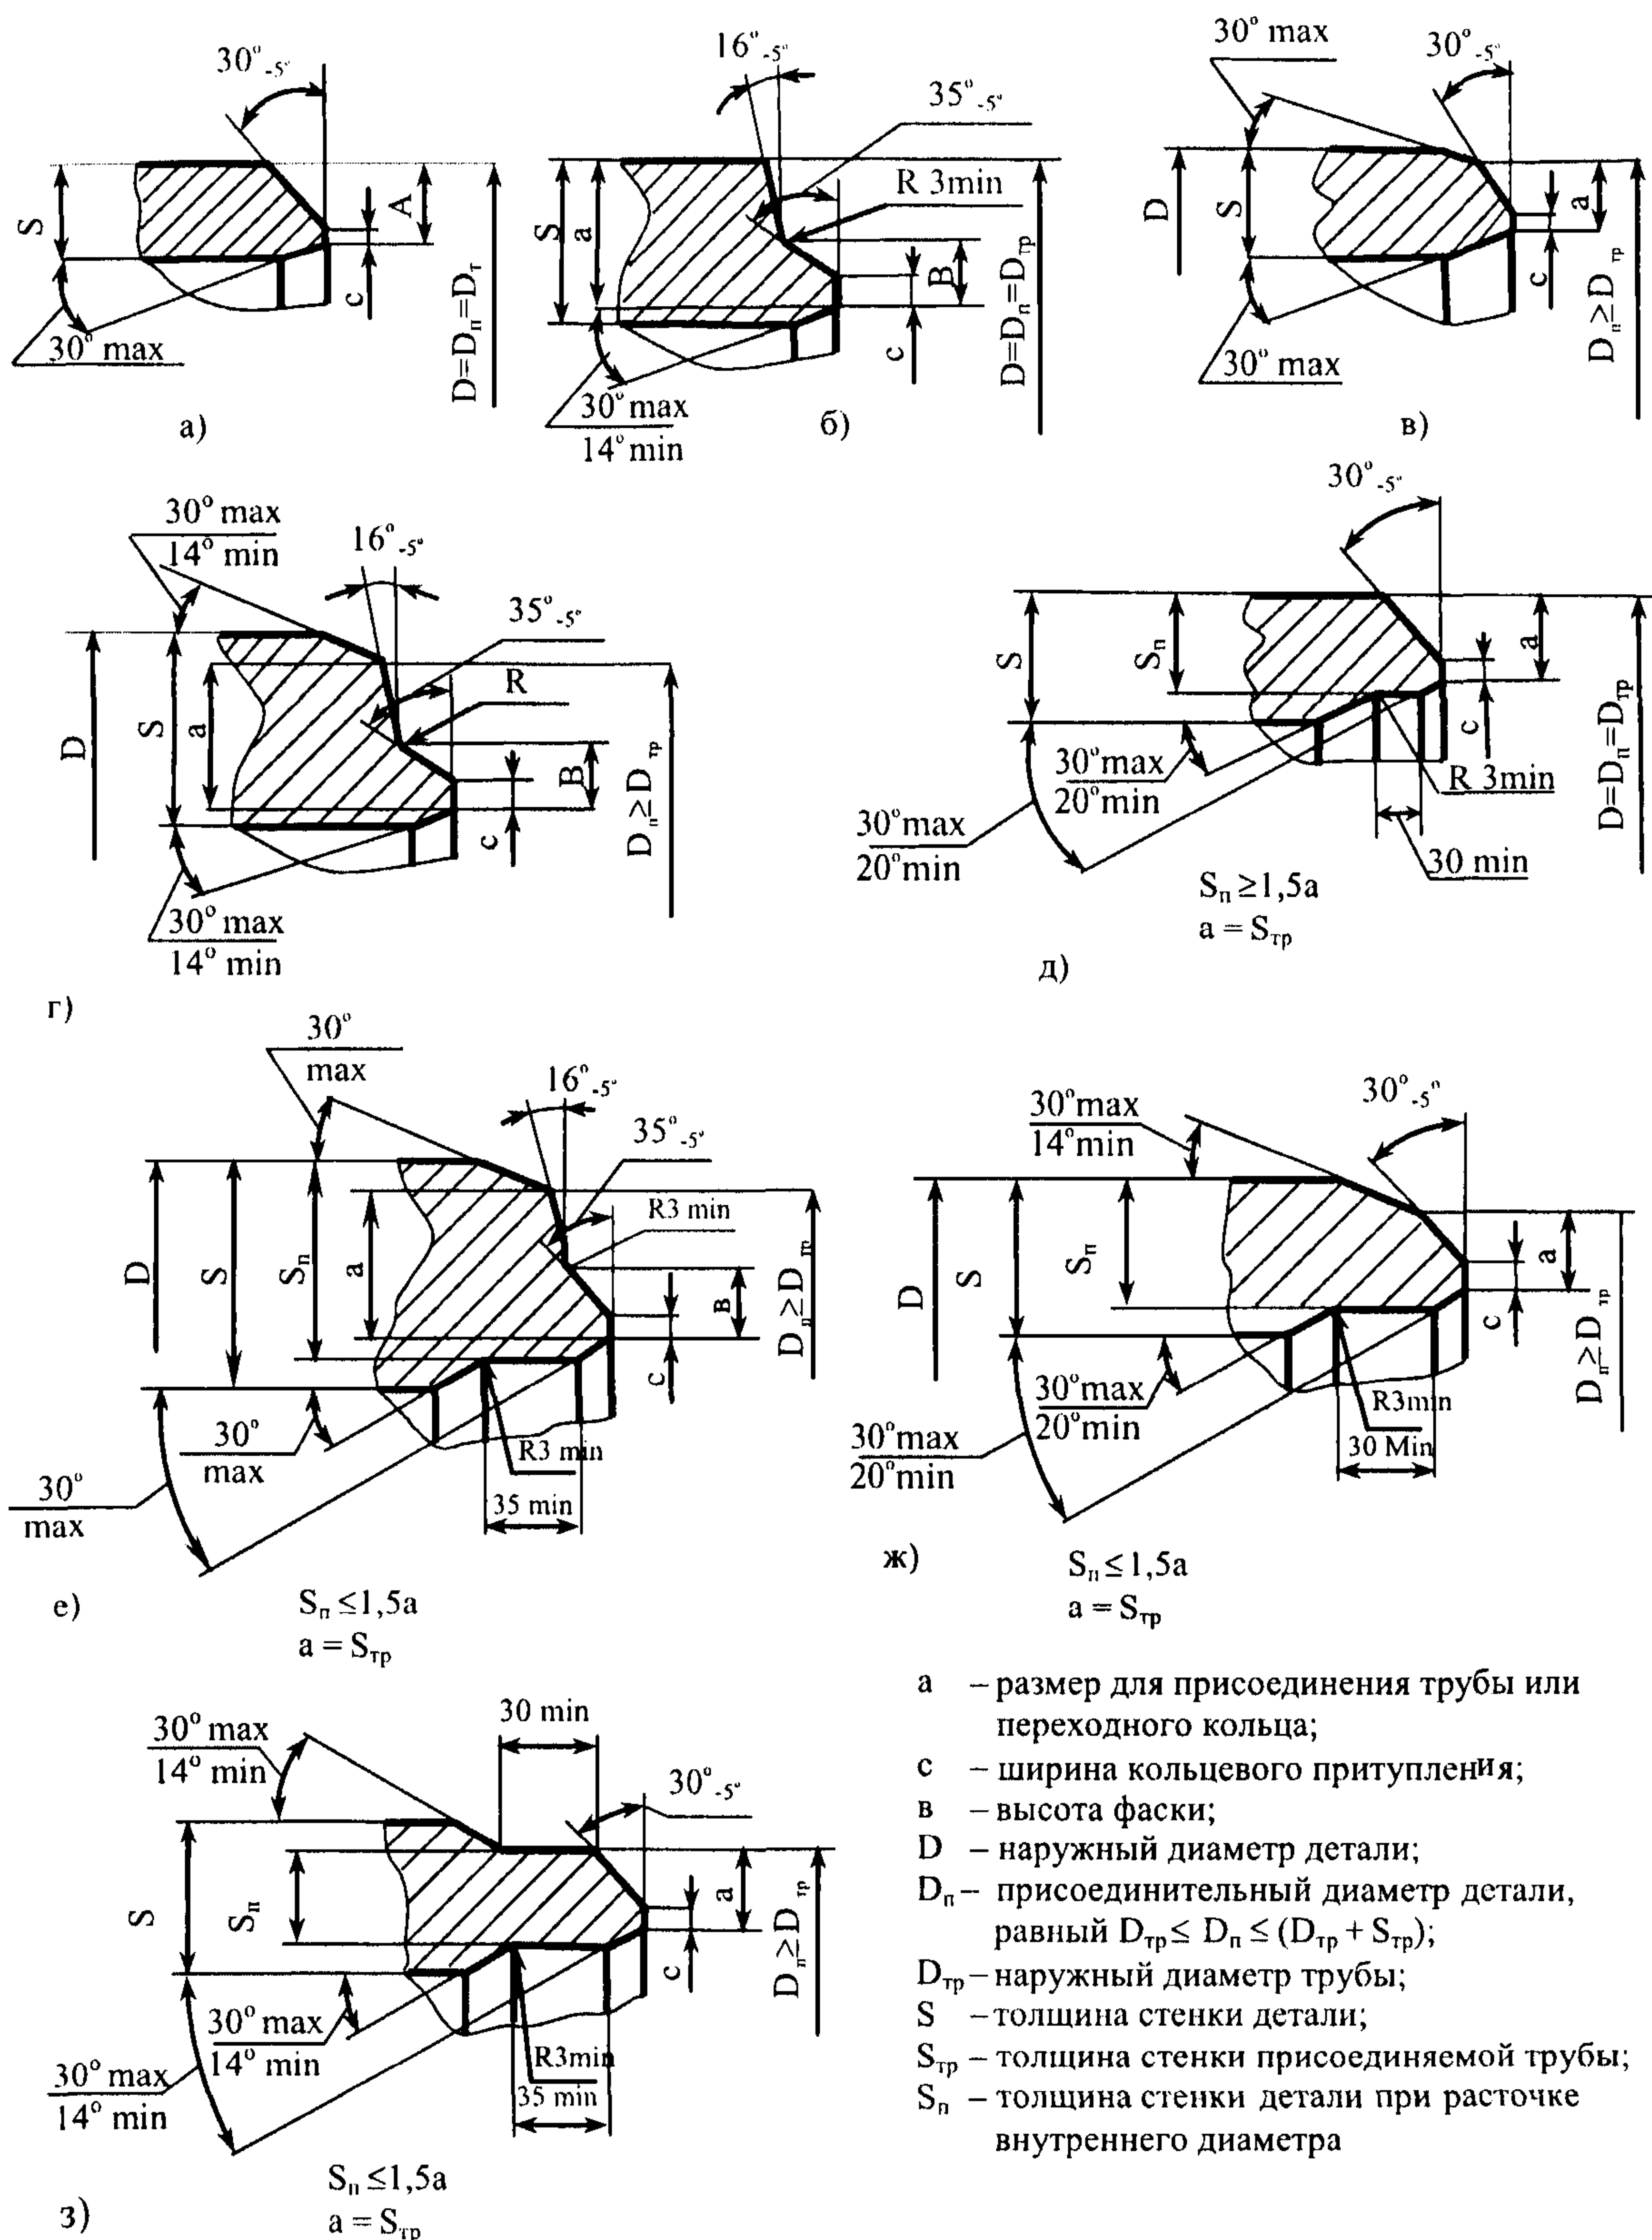 30°-5°
S
A
c
30° max
D=Dп=Dт
а)
16°-5°
35°-5°
R 3min
S
a
B
c
D=Dп=Dтр
30° max
14° min
б)
30° max
30°-5°
D
S
a
c
Dп≥Dтр
30° max
в)
30° max
14° min
16°-5°
35°-5°
R
D
S
a
B
c
Dп≥Dтр
30° max
14° min
г)
30°-5°
S
Sп
a
c
D=Dп=Dтр
30°max
20°min
R 3min
30°max
20°min
30 min
Sп ≥1,5a
a = Sтр
д)
30°
max
16°-5°
35°-5°
R3 min
D
S
Sп
a
в
c
Dп≥Dтр
30°
max
R3 min
30°
max
35 min
е)
Sп ≤1,5a
a = Sтр
30°max
14°min
30°-5°
D
S
Sп
a
c
Dп≥Dтр
30°max
20°min
R3min
30°max
20°min
30 Min
ж)
Sп ≤ 1,5a
a = Sтр
30 min
30° max
14° min
30°-5°
S
Sп
a
c
Dп≥Dтр
30° max
14° min
R3min
30° max
14° min
35 min
з)
Sп ≤1,5a
a = Sтр
а – размер для присоединения трубы или
переходного кольца;
с – ширина кольцевого притупления;
в – высота фаски;
D – наружный диаметр детали;
Dп – присоединительный диаметр детали,
равный Dтр ≤ Dп ≤ (Dтр + Sтр);
Dтр – наружный диаметр трубы;
S – толщина стенки детали;
Sтр – толщина стенки присоединяемой трубы;
Sп – толщина стенки детали при расточке
внутреннего диаметра